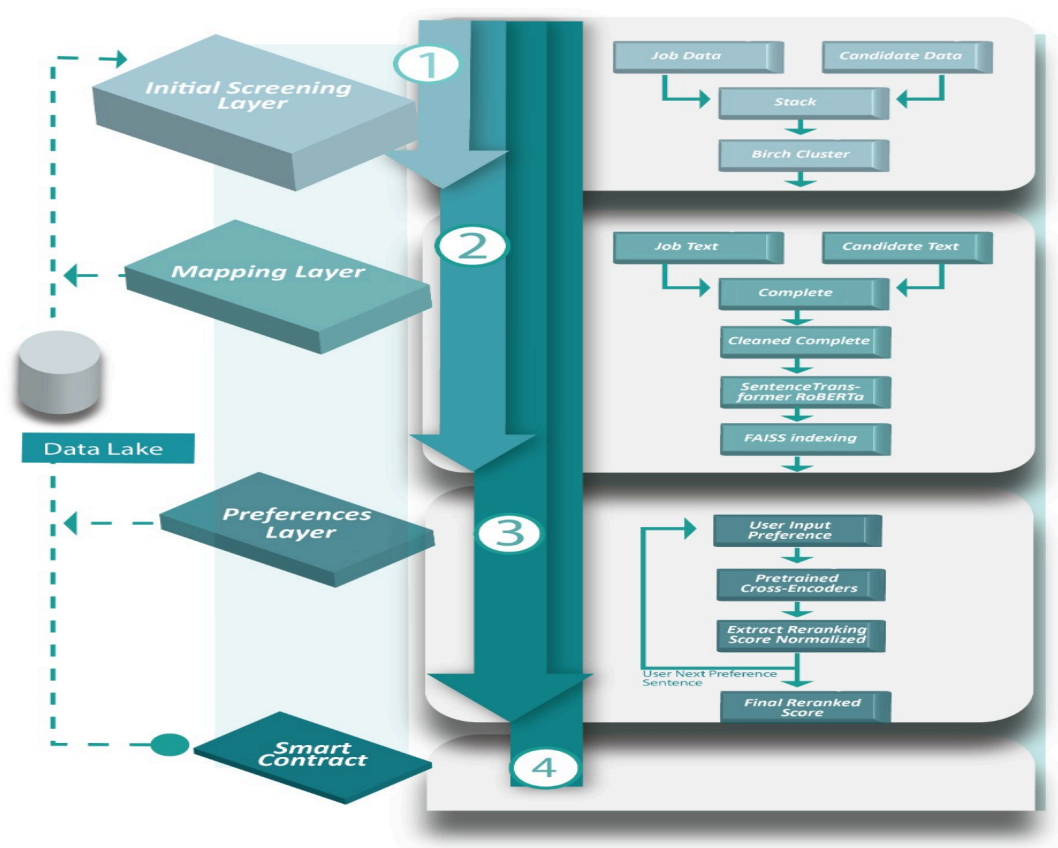 1
Initial Screening
Layer
Job Data
Candidate Data
Stack
Birch Cluster
2
Mapping Layer
Job Text
Candidate Text
Complete
Cleaned Complete
SentenceTrans-
former RoBERTa
FAISS indexing
Data Lake
3
Preferences
Layer
User Input
Preference
Pretrained
Cross-Encoders
Extract Reranking
Score Normalized
User Next Preference
Sentence
Final Reranked
Score
Smart
Contract
4